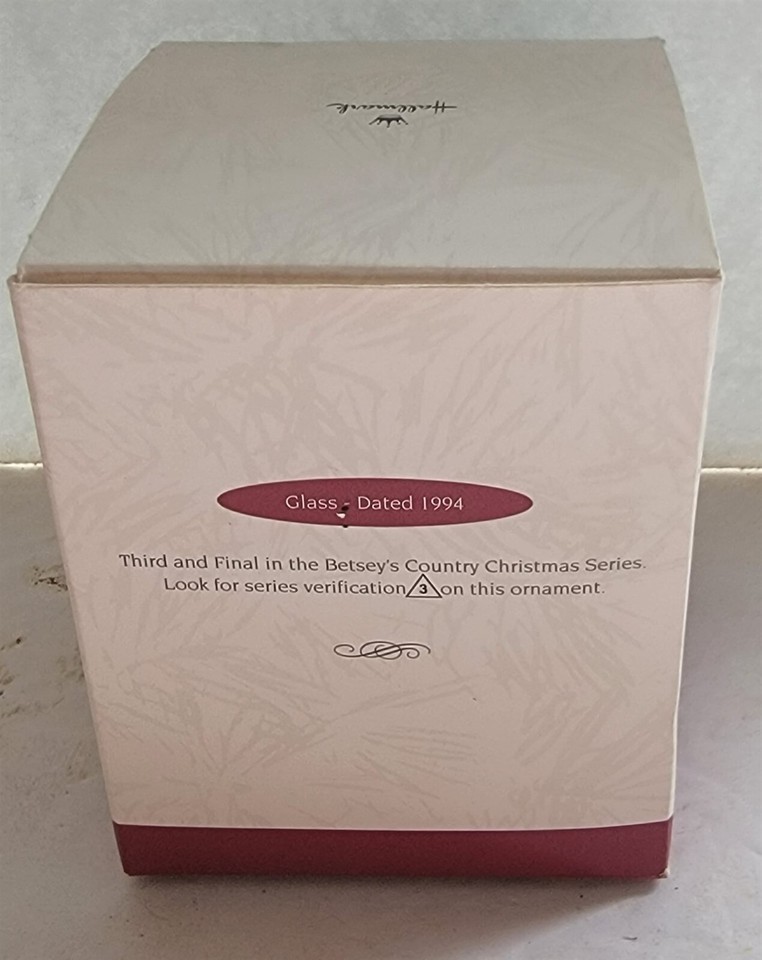 Hallmark
Glass - Dated 1994
Third and Final in the Betsey's Country Christmas Series.
Look for series verification 3 on this ornament.